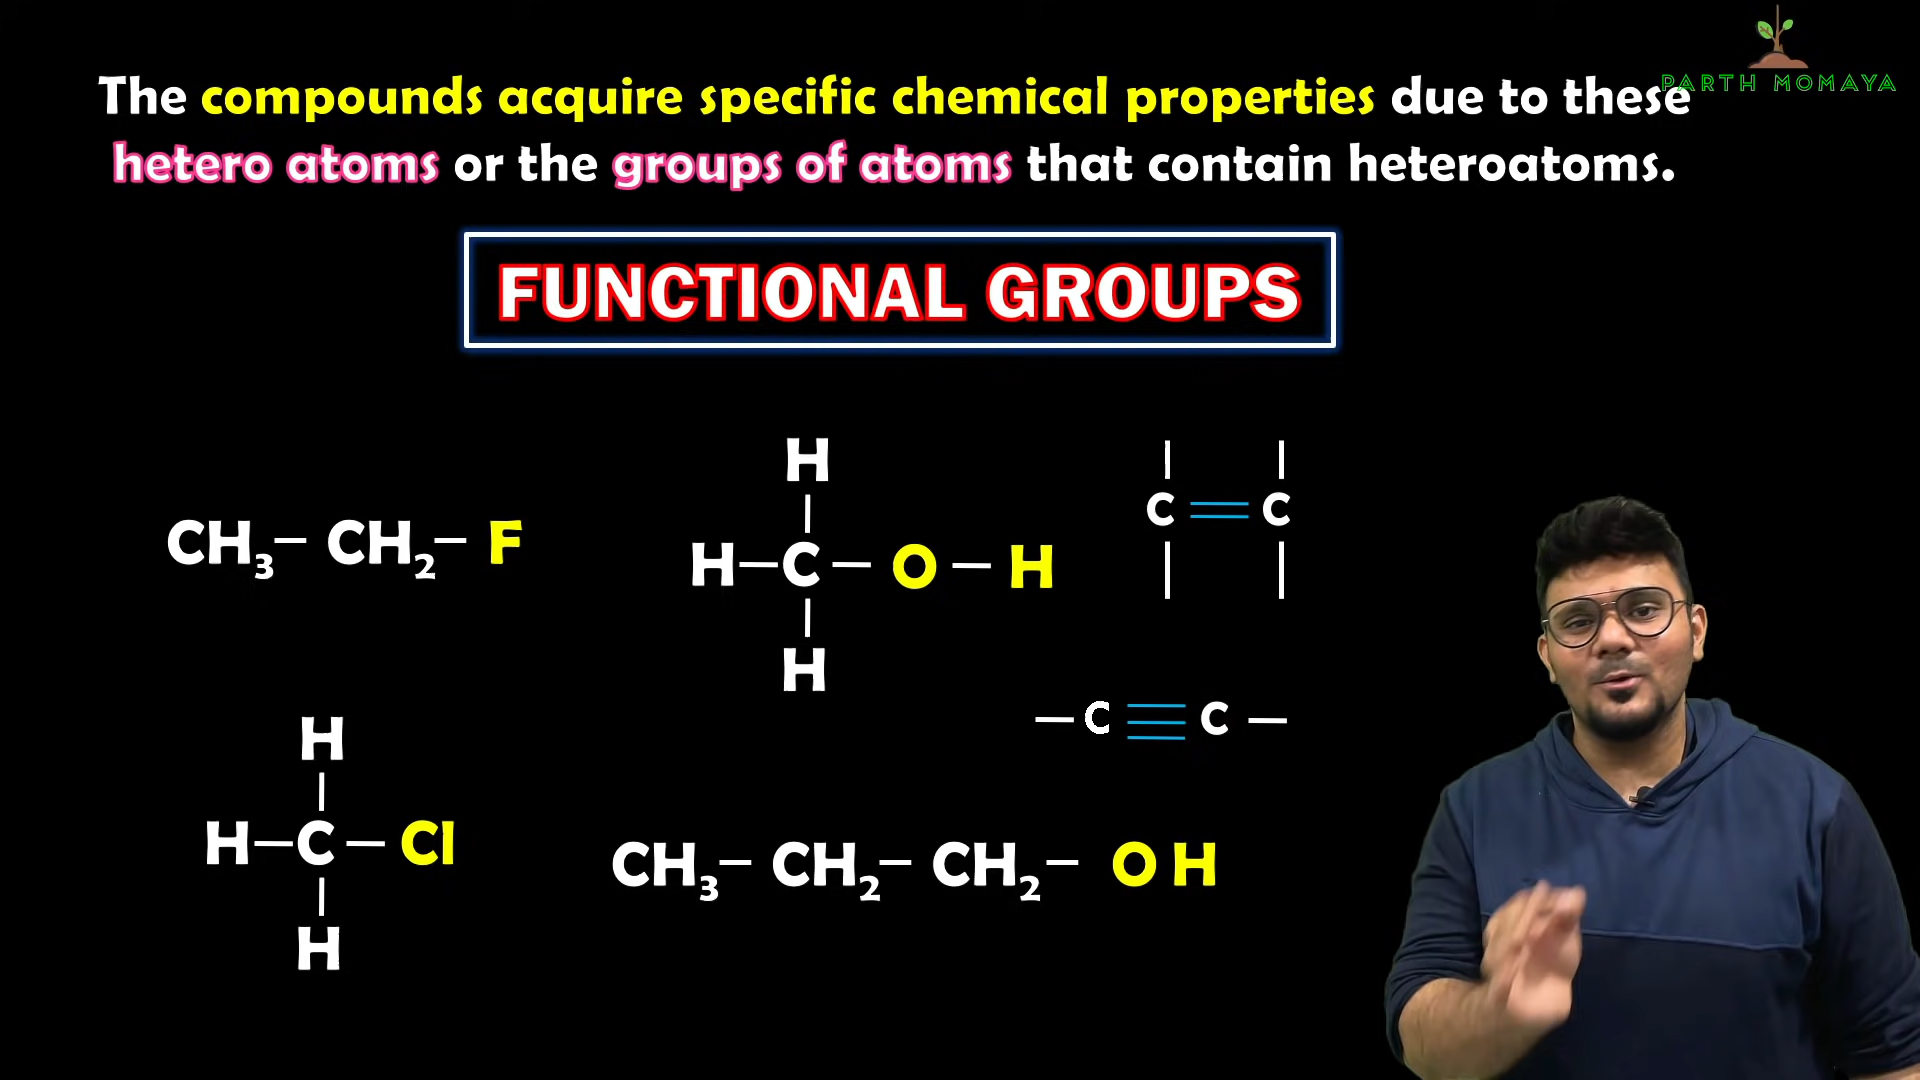 PARTH MOMAYA
The compounds acquire specific chemical properties due to these
hetero atoms or the groups of atoms that contain heteroatoms.
FUNCTIONAL GROUPS
CH₃– CH₂– F
H
H–C – O – H
H
C = C
– C ≡ C –
H
H–C – Cl
H
CH₃– CH₂– CH₂– OH